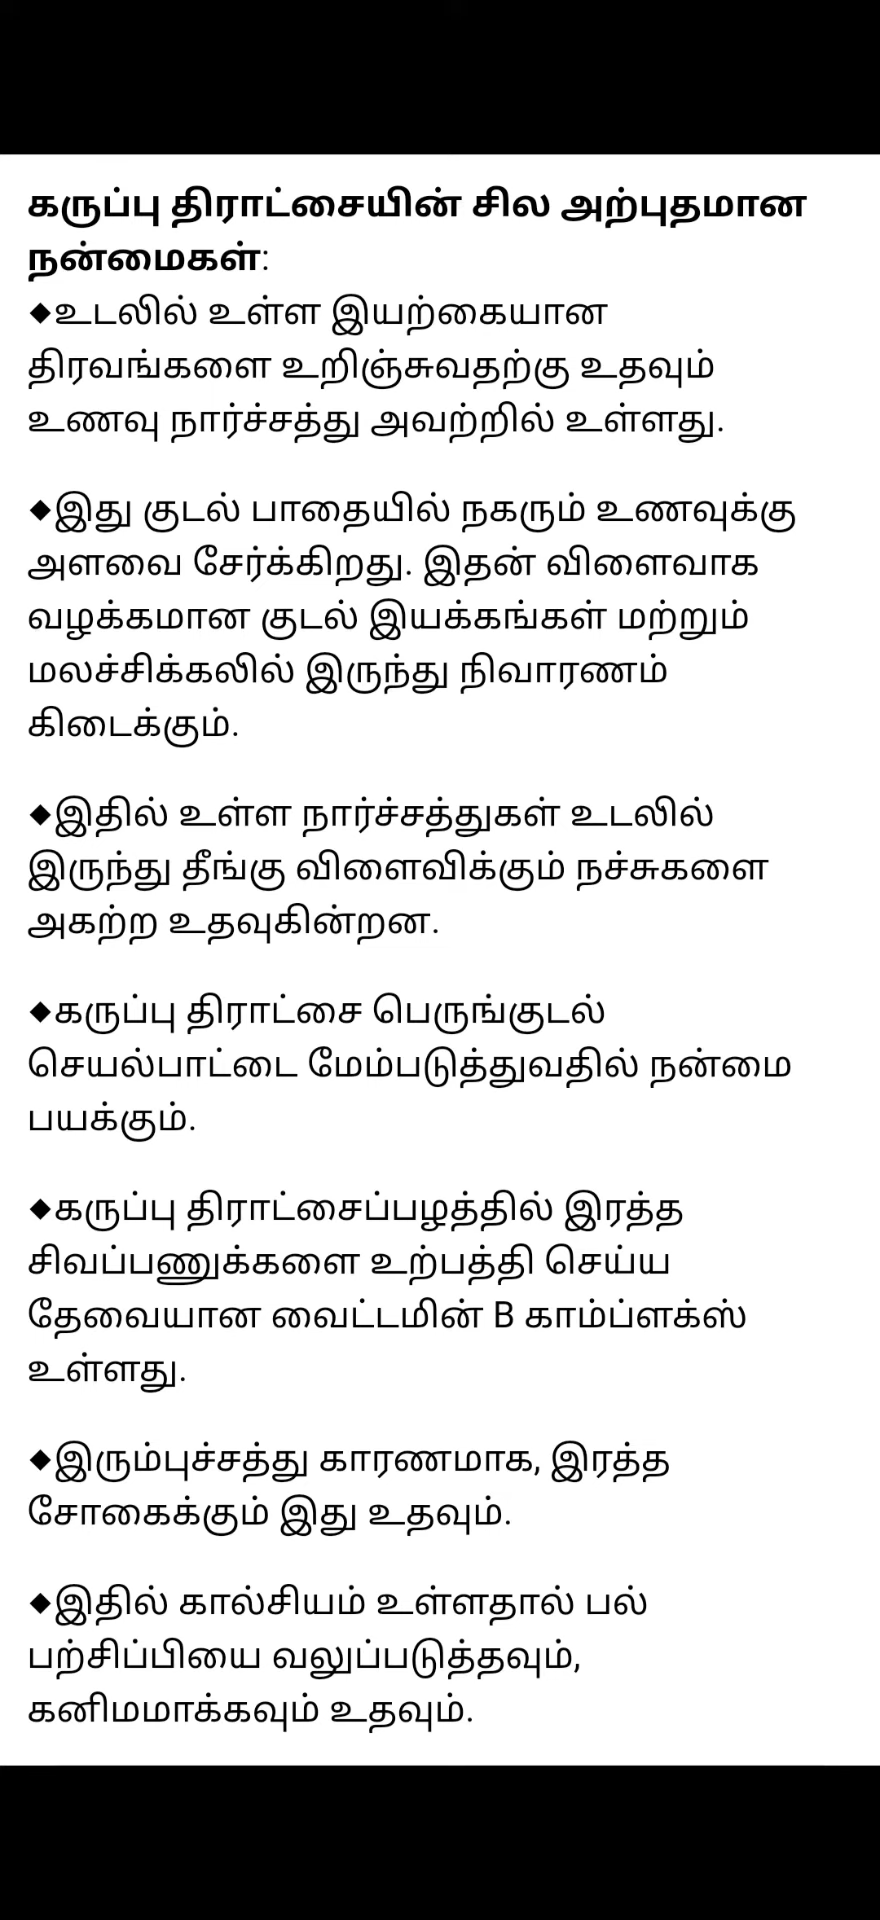 கருப்பு திராட்சையின் சில அற்புதமான
நன்மைகள்:
◆உடலில் உள்ள இயற்கையான
திரவங்களை உறிஞ்சுவதற்கு உதவும்
உணவு நார்ச்சத்து அவற்றில் உள்ளது.
◆இது குடல் பாதையில் நகரும் உணவுக்கு
அளவை சேர்க்கிறது. இதன் விளைவாக
வழக்கமான குடல் இயக்கங்கள் மற்றும்
மலச்சிக்கலில் இருந்து நிவாரணம்
கிடைக்கும்.
◆இதில் உள்ள நார்ச்சத்துகள் உடலில்
இருந்து தீங்கு விளைவிக்கும் நச்சுகளை
அகற்ற உதவுகின்றன.
◆கருப்பு திராட்சை பெருங்குடல்
செயல்பாட்டை மேம்படுத்துவதில் நன்மை
பயக்கும்.
◆கருப்பு திராட்சைப்பழத்தில் இரத்த
சிவப்பணுக்களை உற்பத்தி செய்ய
தேவையான வைட்டமின் B காம்ப்ளக்ஸ்
உள்ளது.
◆இரும்புச்சத்து காரணமாக, இரத்த
சோகைக்கும் இது உதவும்.
◆இதில் கால்சியம் உள்ளதால் பல்
பற்சிப்பியை வலுப்படுத்தவும்,
கனிமமாக்கவும் உதவும்.